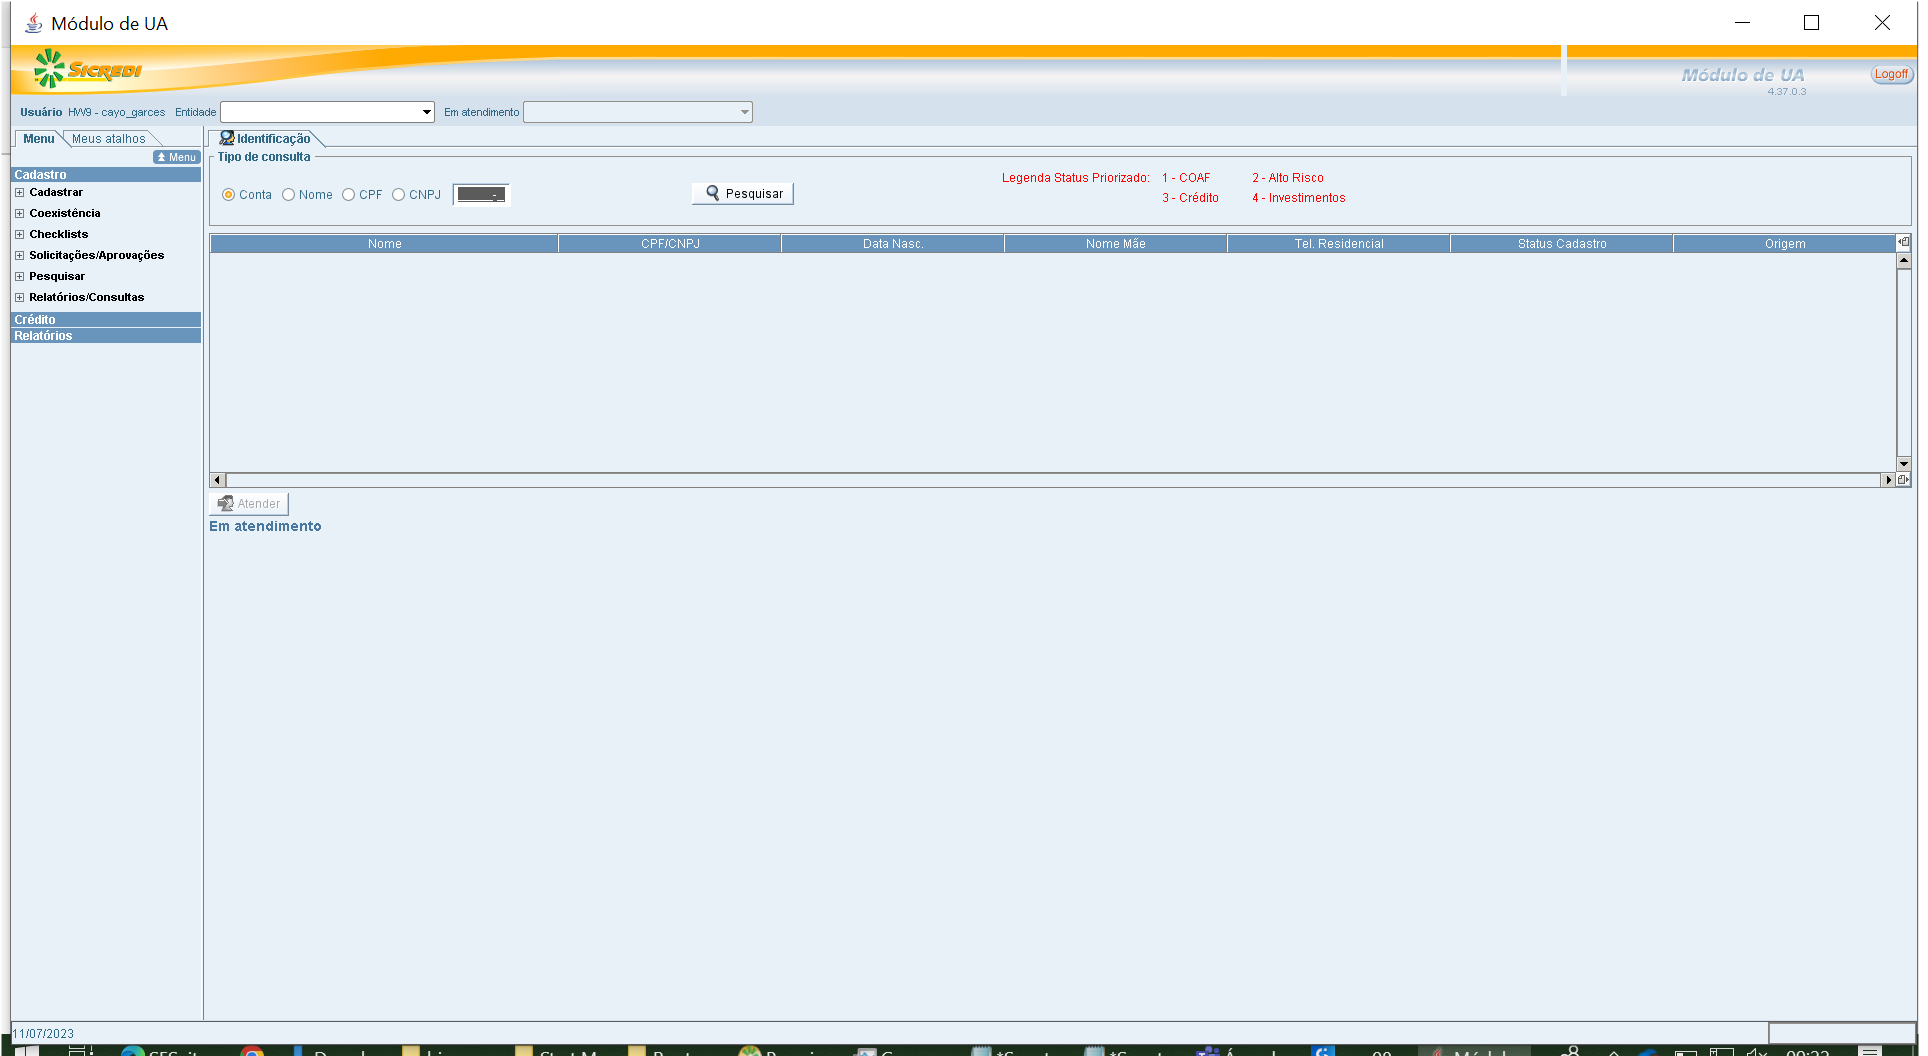 Módulo de UA
SICREDI
Módulo de UA
4.37.0.3
Logoff
Usuário HW9 - cayo_garces Entidade Em atendimento
Menu Meus atalhos
Menu
Cadastro
Cadastrar
Coexistência
Checklists
Solicitações/Aprovações
Pesquisar
Relatórios/Consultas
Crédito
Relatórios
Identificação
Tipo de consulta
Conta Nome CPF CNPJ - Pesquisar
Legenda Status Priorizado: 1 - COAF 2 - Alto Risco
3 - Crédito 4 - Investimentos
Nome CPF/CNPJ Data Nasc. Nome Mãe Tel. Residencial Status Cadastro Origem
Atender
Em atendimento
11/07/2023